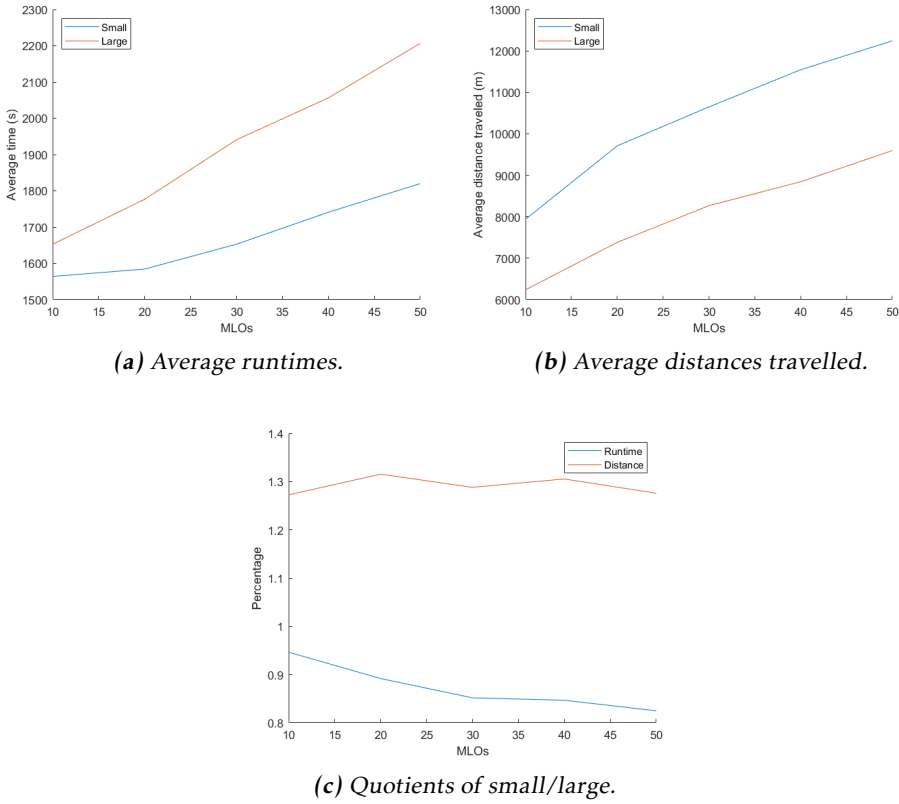 2300
2200
2100
2000
1900
1800
1700
1600
1500
Average time (s)
Small
Large
10 15 20 25 30 35 40 45 50
MLOs
(a) Average runtimes.
13000
12000
11000
10000
9000
8000
7000
6000
Average distance traveled (m)
Small
Large
10 15 20 25 30 35 40 45 50
MLOs
(b) Average distances travelled.
1.4
1.3
1.2
1.1
1
0.9
0.8
Percentage
Runtime
Distance
10 15 20 25 30 35 40 45 50
MLOs
(c) Quotients of small/large.